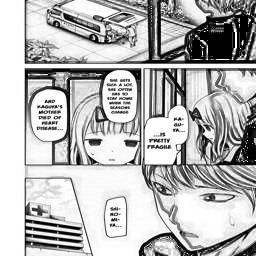 KA-
GU-
YA...
...IS
PRETTY
FRAGILE
SHE GETS
SICK A LOT,
SHE OFTEN
HAS TO
STAY HOME
WHEN THE
SEASONS
CHANGE
AND
KAGUYA'S
MOTHER
DIED OF
HEART
DISEASE...
SHI-
NO-
MI-
YA...